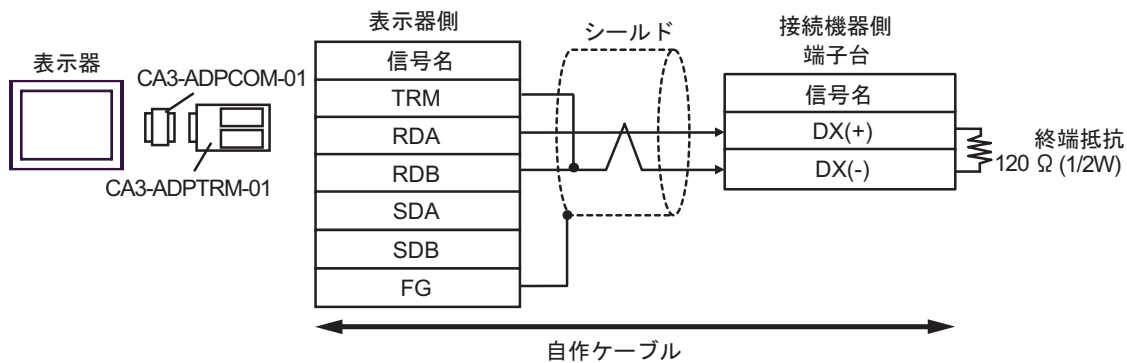 表示器
CA3-ADPCOM-01
CA3-ADPTRM-01
表示器側
信号名
TRM
RDA
RDB
SDA
SDB
FG
シールド
接続機器側
端子台
信号名
DX(+)
DX(-)
終端抵抗
120 Ω (1/2W)
自作ケーブル